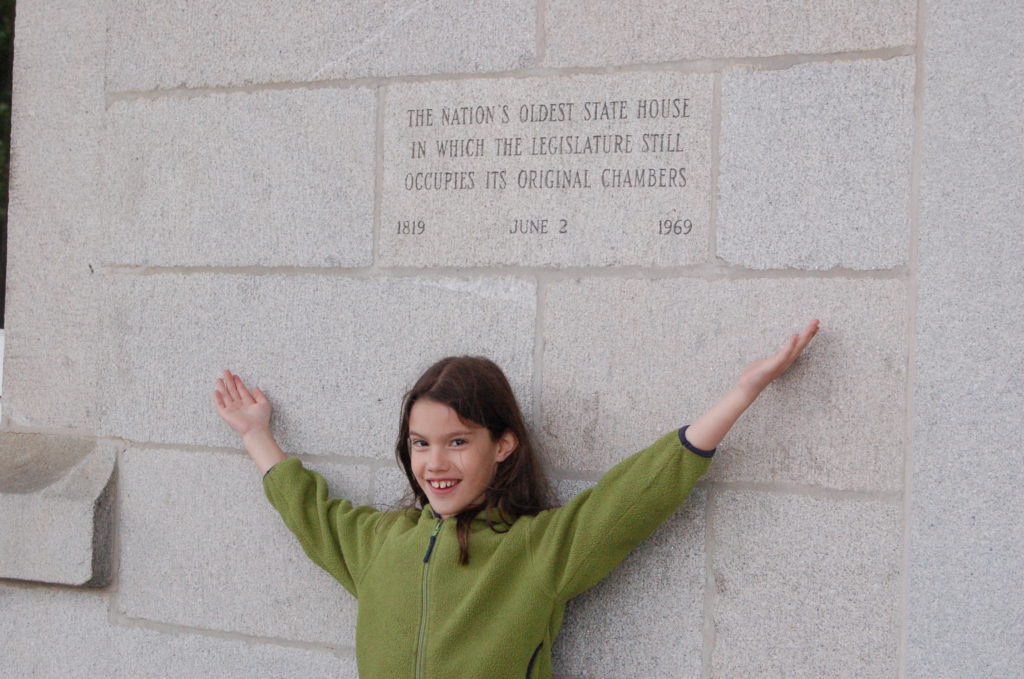 THE NATION'S OLDEST STATE HOUSE
IN WHICH THE LEGISLATURE STILL
OCCUPIES ITS ORIGINAL CHAMBERS
1819 JUNE 2 1969